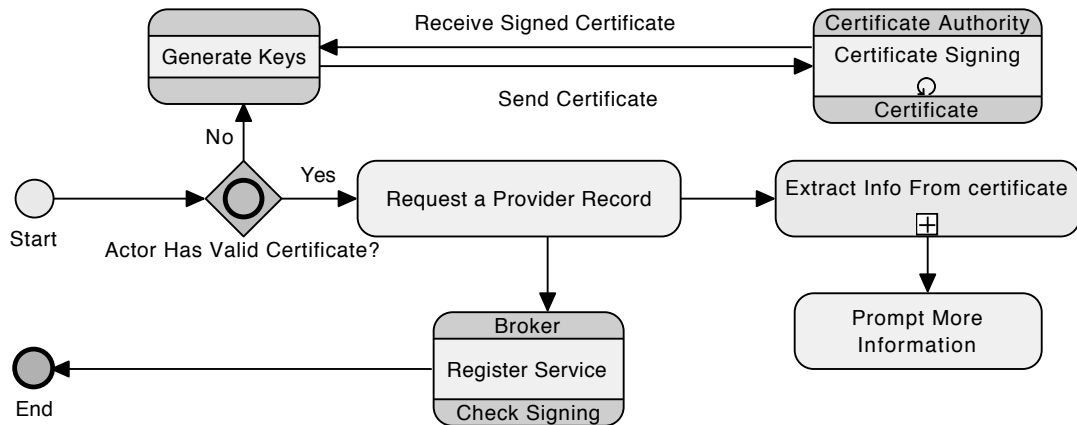 Receive Signed Certificate
Certificate Authority
Generate Keys
Certificate Signing
Send Certificate
Certificate
No
Yes
Request a Provider Record
Extract Info From certificate
Start
Actor Has Valid Certificate?
Prompt More
Information
Broker
Register Service
Check Signing
End